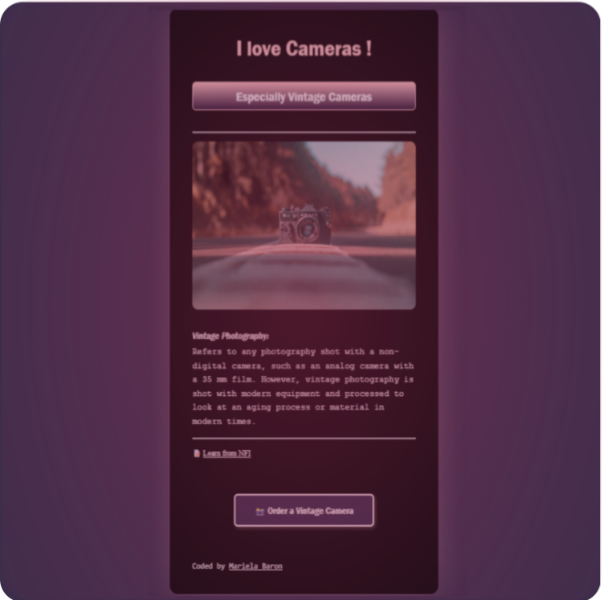 I love Cameras !
Especially Vintage Cameras
Vintage Photography:
Refers to any photography shot with a non-
digital camera, such as an analog camera with
a 35 mm film. However, vintage photography is
shot with modern equipment and processed to
look at an aging process or material in
modern times.
Learn from NFI
Order a Vintage Camera
Coded by Mariela Baron